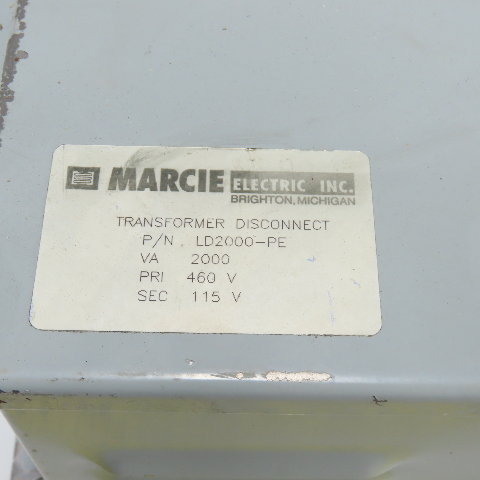 MARCIE ELECTRIC INC.
BRIGHTON, MICHIGAN
TRANSFORMER DISCONNECT
P/N LD2000-PE
VA 2000
PRI 460 V
SEC 115 V